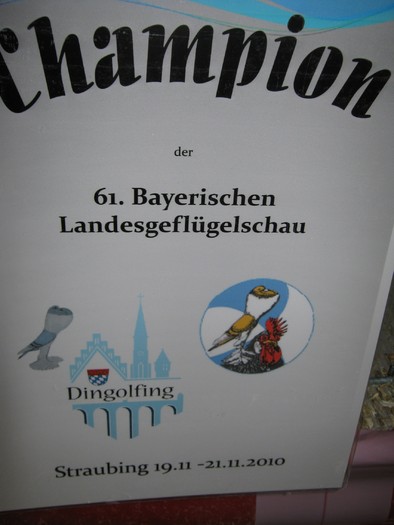 Champion
der
61. Bayerischen
Landesgeflügelschau
Dingolfing
Straubing 19.11 -21.11.2010